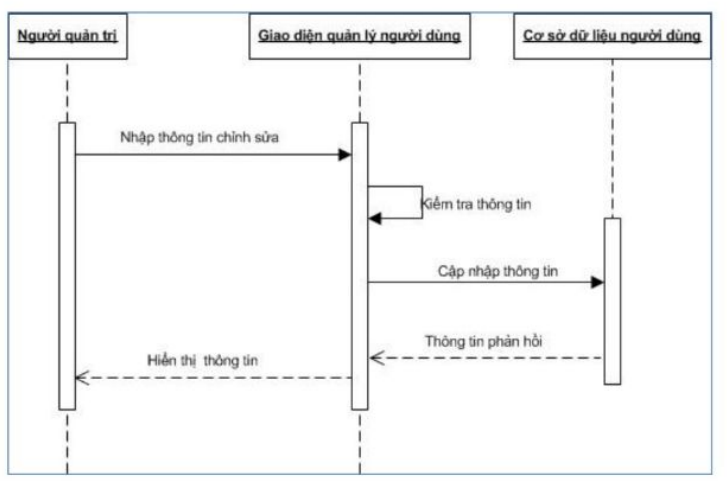 Người quản trị
Giao diện quản lý người dùng
Cơ sở dữ liệu người dùng
Nhập thông tin chỉnh sửa
Kiểm tra thông tin
Cập nhập thông tin
Thông tin phản hồi
Hiển thị thông tin